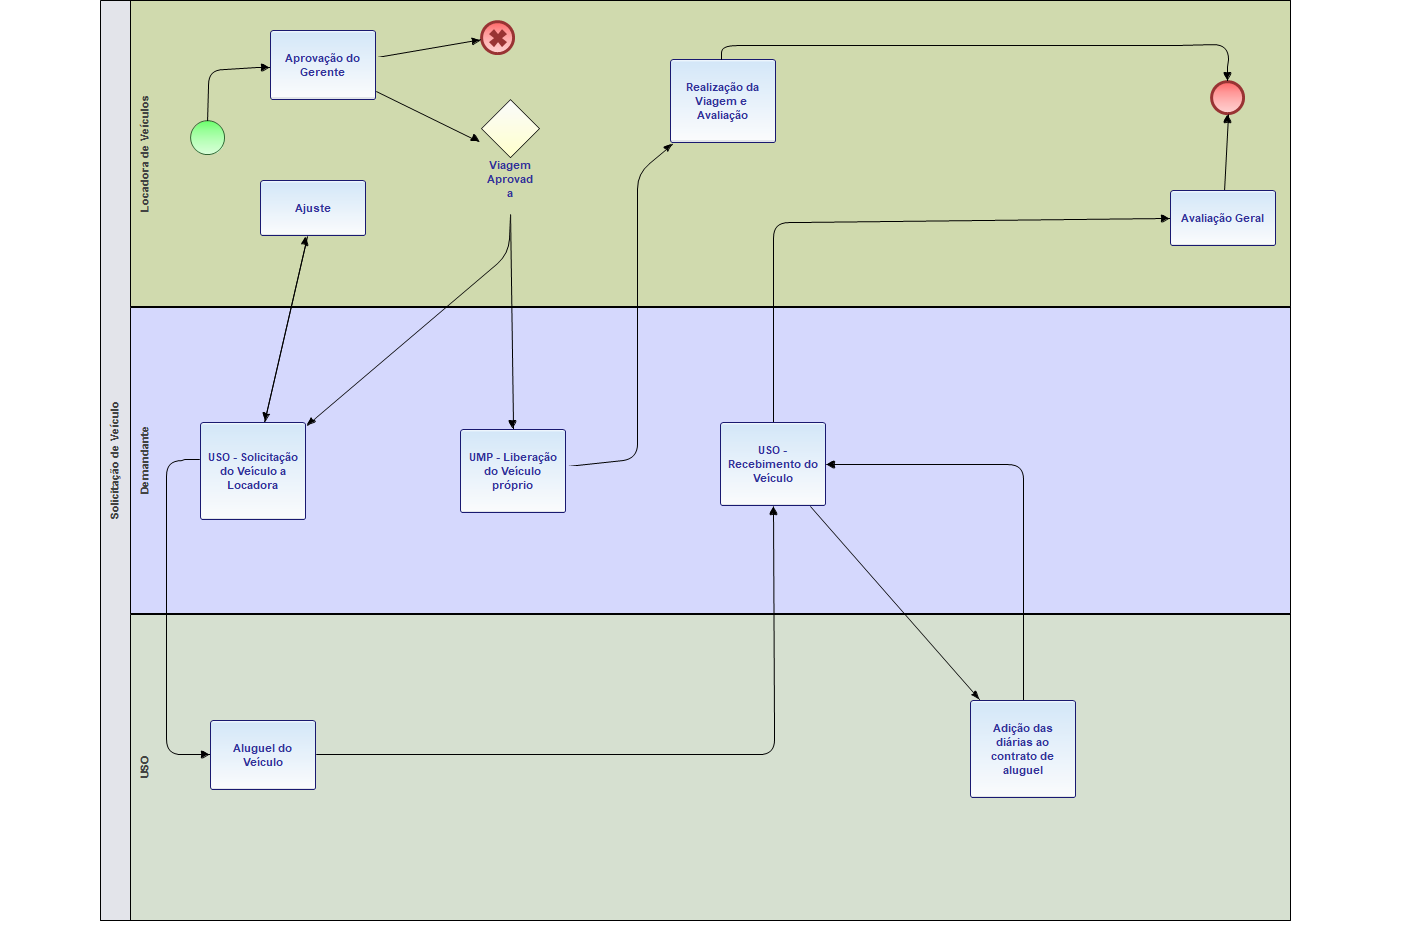 Solicitação de Veículo
Locadora de Veículos
Aprovação do
Gerente
Viagem
Aprovad
a
Ajuste
Realização da
Viagem e
Avaliação
Avaliação Geral
Demandante
USO - Solicitação
do Veiculo a
Locadora
UMP - Liberação
do Veículo
próprio
USO -
Recebimento do
Veículo
USO
Aluguel do
Veículo
Adição das
diárias ao
contrato de
aluguel